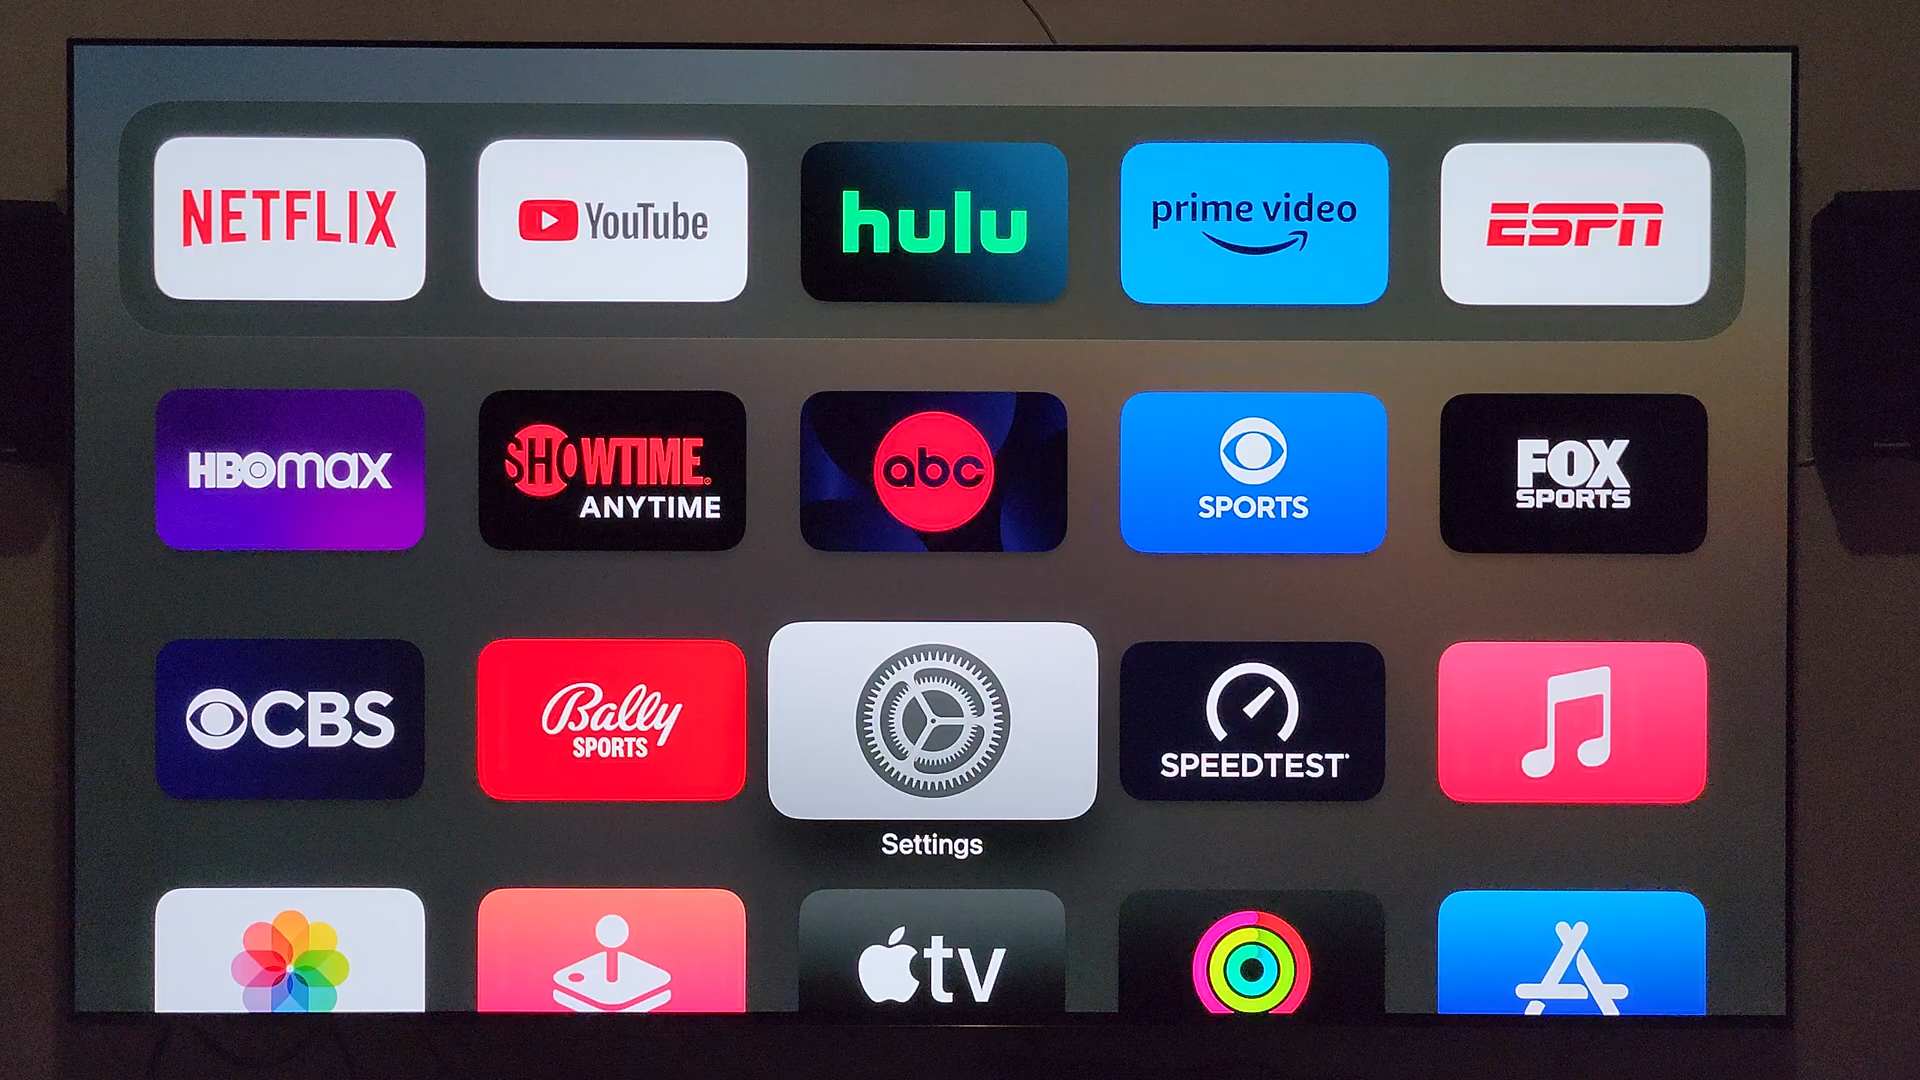 NETFLIX
YouTube
hulu
prime video
ESPN
HBOmax
SHOWTIME
ANYTIME
abc
SPORTS
FOX
SPORTS
CBS
Bally
SPORTS
SPEEDTEST
Settings
tv